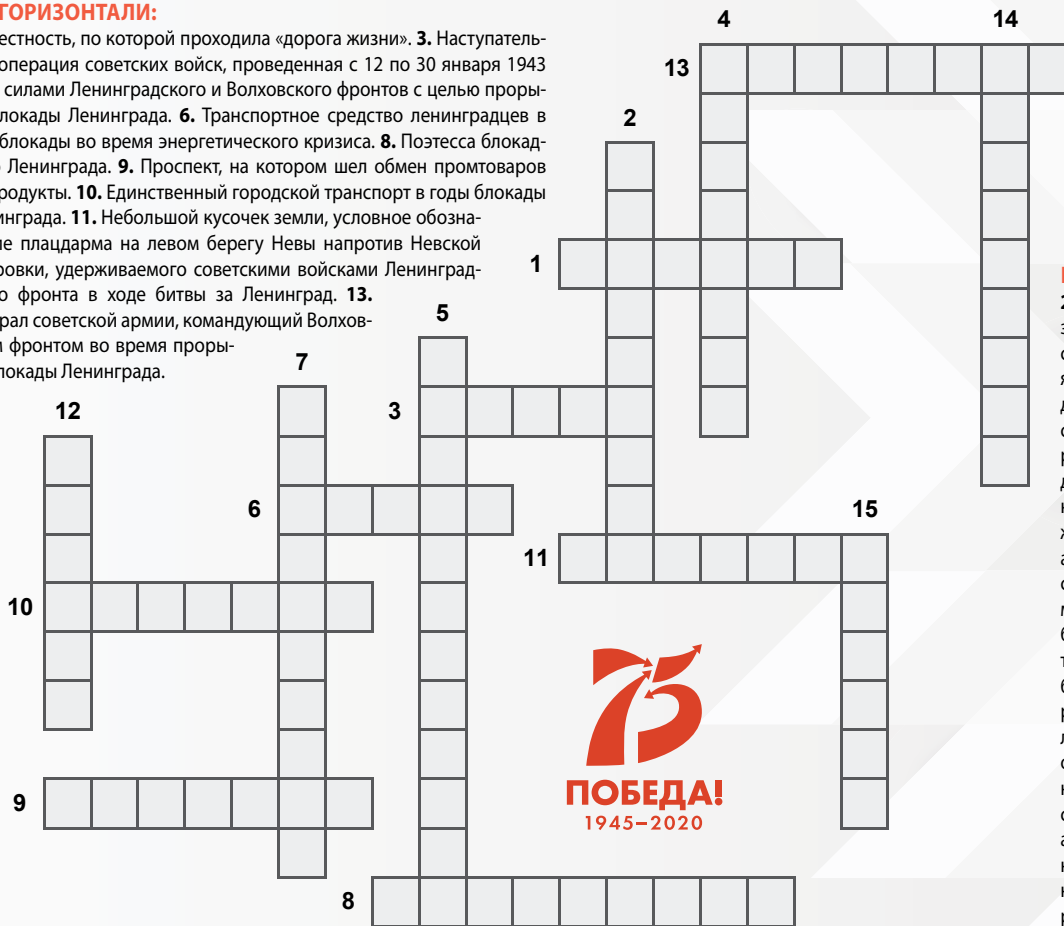 ГОРИЗОНТАЛИ:
естность, по которой проходила «дорога жизни». 3. Наступатель-
операция советских войск, проведенная с 12 по 30 января 1943
силами Ленинградского и Волховского фронтов с целью проры-
локады Ленинграда. 6. Транспортное средство ленинградцев в
блокады во время энергетического кризиса. 8. Поэтесса блокад-
Ленинграда. 9. Проспект, на котором шел обмен промтоваров
родукты. 10. Единственный городской транспорт в годы блокады
инграда. 11. Небольшой кусочек земли, условное обозна-
ие плацдарма на левом берегу Невы напротив Невской
ровки, удерживаемого советскими войсками Ленинград-
о фронта в ходе битвы за Ленинград. 13.
рал советской армии, командующий Волхов-
м фронтом во время проры-
локады Ленинграда.
4
14
13
2
1
5
7
3
12
6
15
11
10
9
8
ПОБЕДА!
1945–2020